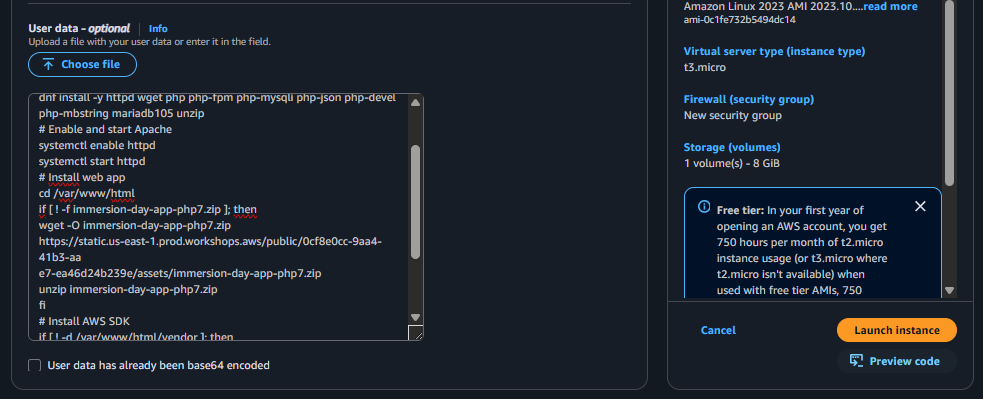 User data - optional | Info
Upload a file with your user data or enter it in the field.
Choose file
dnf install -y httpd wget php php-fpm php-mysqli php-json php-devel
php-mbstring mariadb105 unzip
# Enable and start Apache
systemctl enable httpd
systemctl start httpd
# Install web app
cd /var/www/html
if [ ! -f immersion-day-app-php7.zip ]; then
wget -O immersion-day-app-php7.zip
https://static.us-east-1.prod.workshops.aws/public/0cf8e0cc-9aa4-
41b3-aa
e7-ea46d24b239e/assets/immersion-day-app-php7.zip
unzip immersion-day-app-php7.zip
fi
# Install AWS SDK
if [ ! -d /var/www/html/vendor ]; then
User data has already been base64 encoded
Amazon Linux 2023 AMI 2023.10....read more
ami-0c1fe732b5494dc14
Virtual server type (instance type)
t3.micro
Firewall (security group)
New security group
Storage (volumes)
1 volume(s) - 8 GiB
Free tier: In your first year of
opening an AWS account, you get
750 hours per month of t2.micro
instance usage (or t3.micro where
t2.micro isn't available) when
used with free tier AMIs, 750
Cancel
Launch instance
Preview code